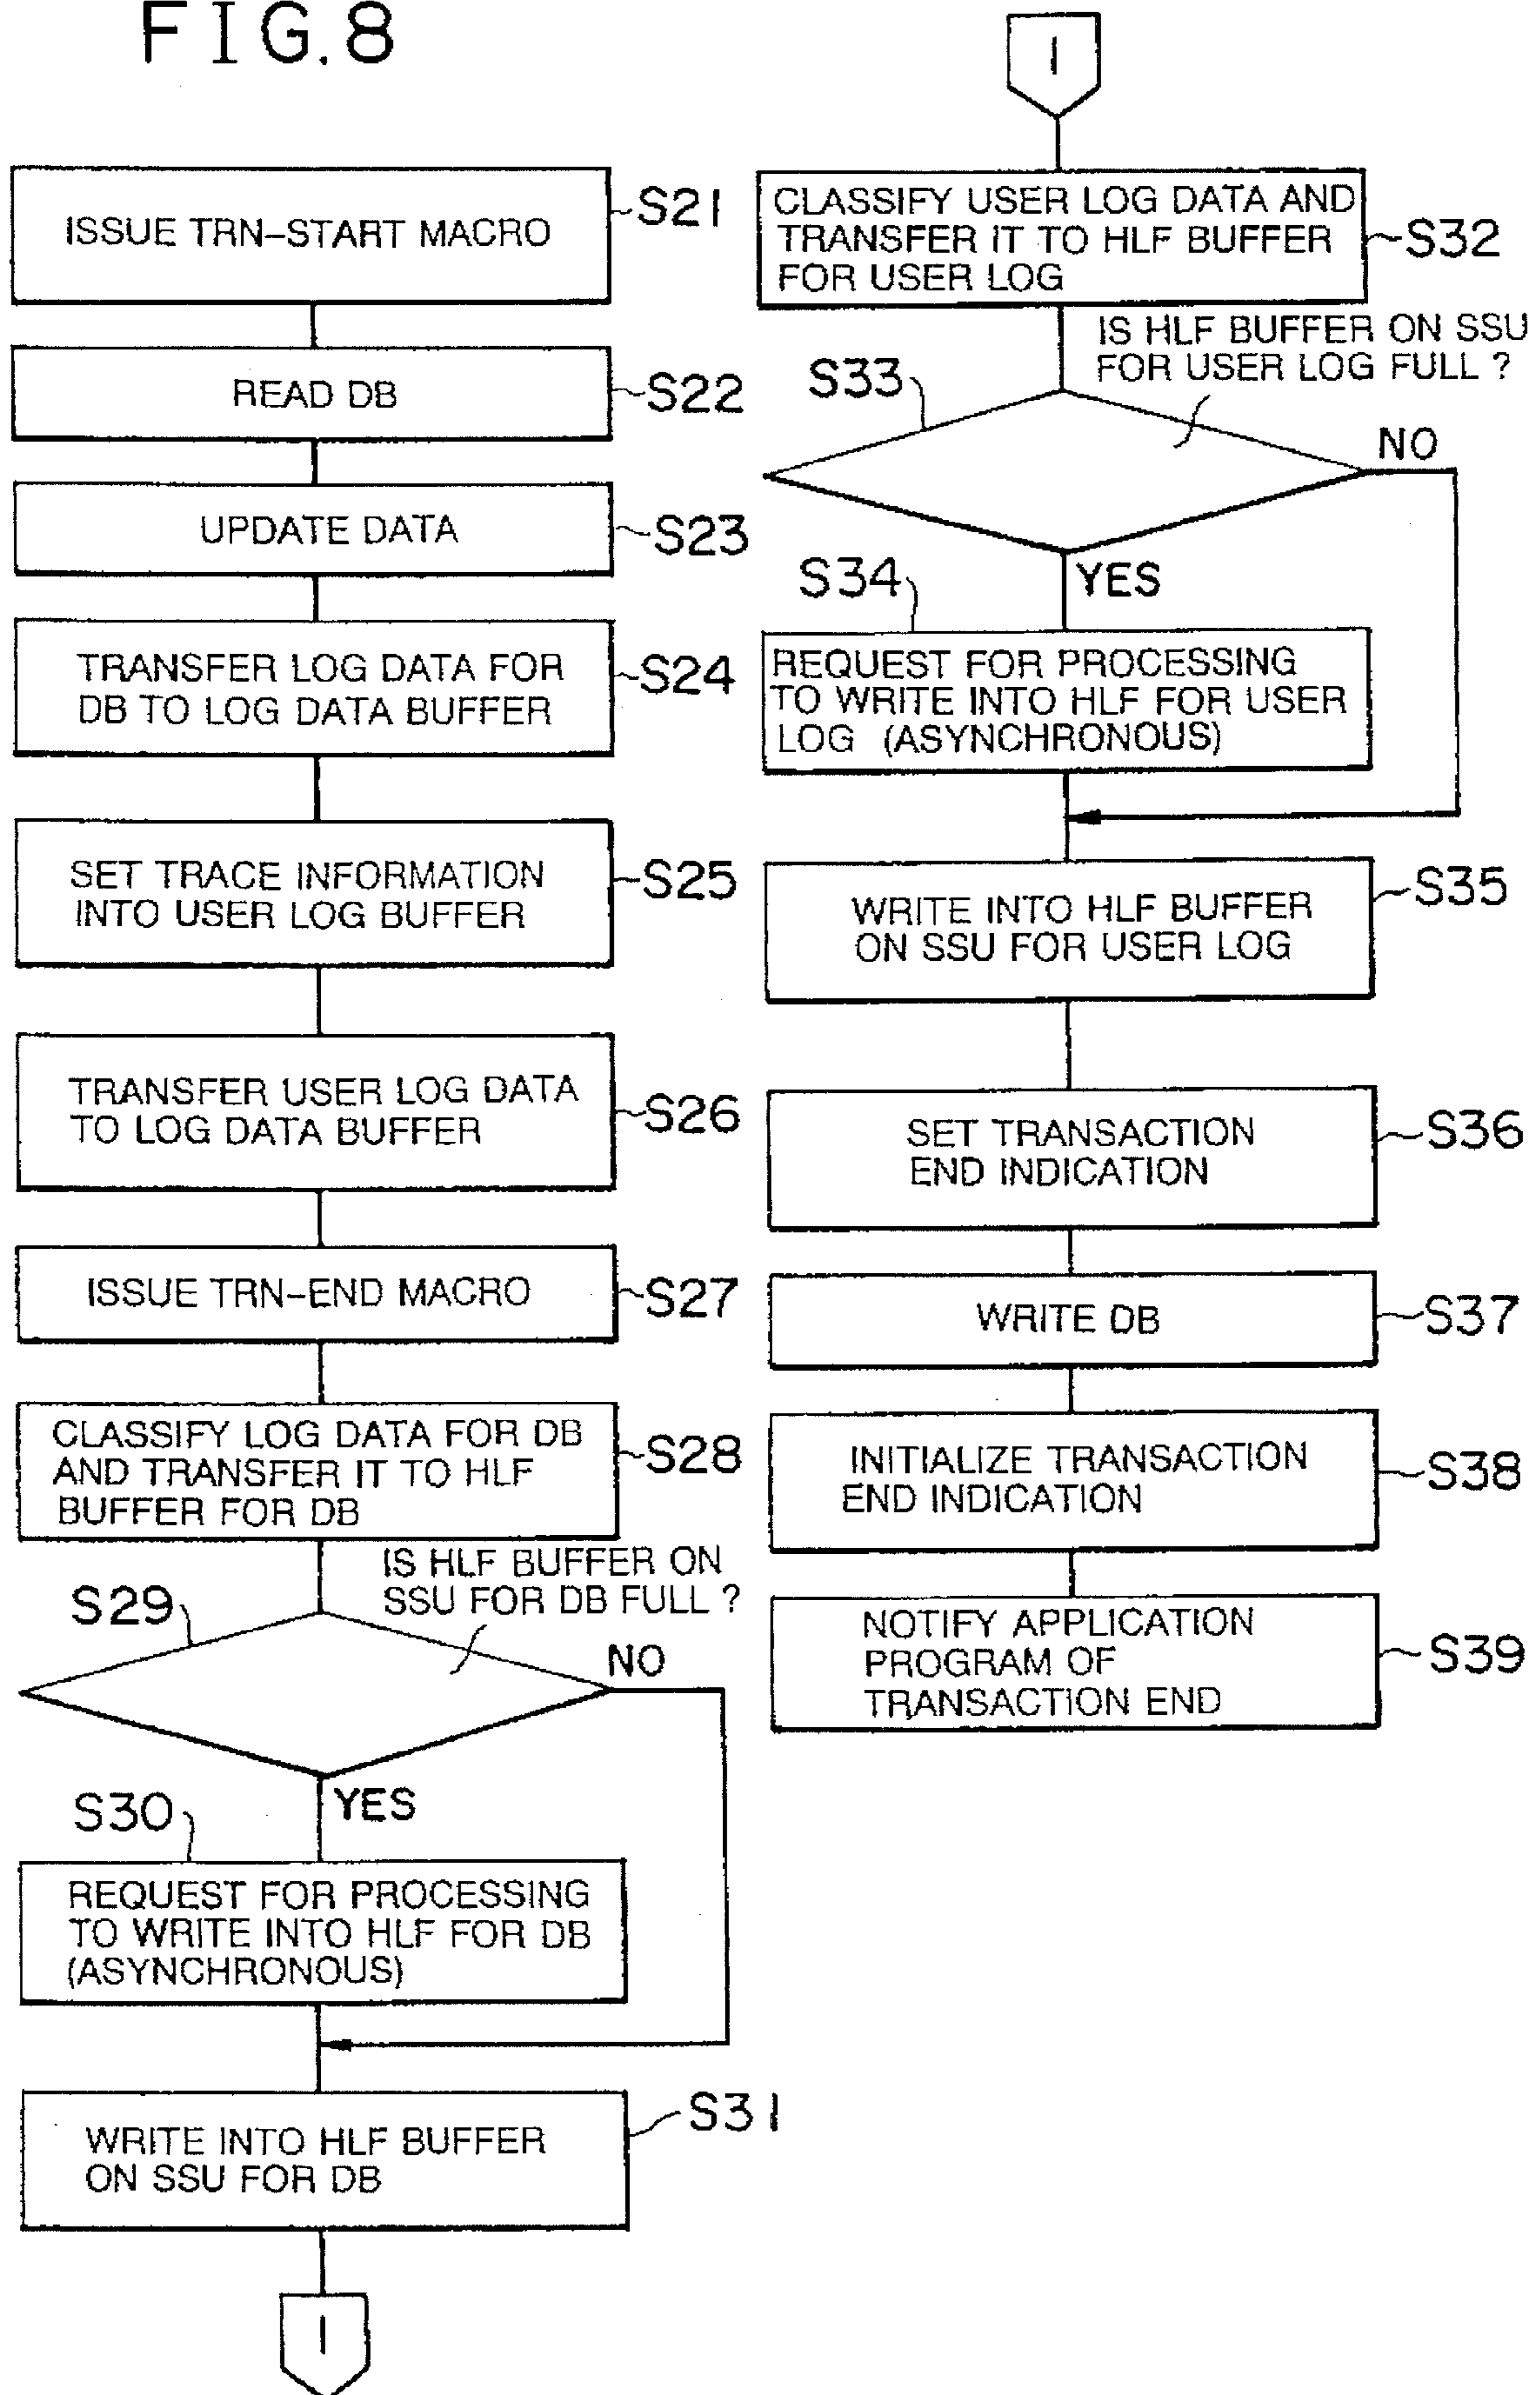 FIG. 8
ISSUE TRN-START MACRO
S21
READ DB
S22
UPDATE DATA
S23
TRANSFER LOG DATA FOR
DB TO LOG DATA BUFFER
S24
SET TRACE INFORMATION
INTO USER LOG BUFFER
S25
TRANSFER USER LOG DATA
TO LOG DATA BUFFER
S26
ISSUE TRN-END MACRO
S27
CLASSIFY LOG DATA FOR DB
AND TRANSFER IT TO HLF
BUFFER FOR DB
S28
IS HLF BUFFER ON
SSU FOR DB FULL ?
S29
NO
YES
S30
REQUEST FOR PROCESSING
TO WRITE INTO HLF FOR DB
(ASYNCHRONOUS)
WRITE INTO HLF BUFFER
ON SSU FOR DB
S31
1
1
CLASSIFY USER LOG DATA AND
TRANSFER IT TO HLF BUFFER
FOR USER LOG
S32
IS HLF BUFFER ON SSU
FOR USER LOG FULL ?
S33
NO
YES
S34
REQUEST FOR PROCESSING
TO WRITE INTO HLF FOR USER
LOG (ASYNCHRONOUS)
WRITE INTO HLF BUFFER
ON SSU FOR USER LOG
S35
SET TRANSACTION
END INDICATION
S36
WRITE DB
S37
INITIALIZE TRANSACTION
END INDICATION
S38
NOTIFY APPLICATION
PROGRAM OF
TRANSACTION END
S39